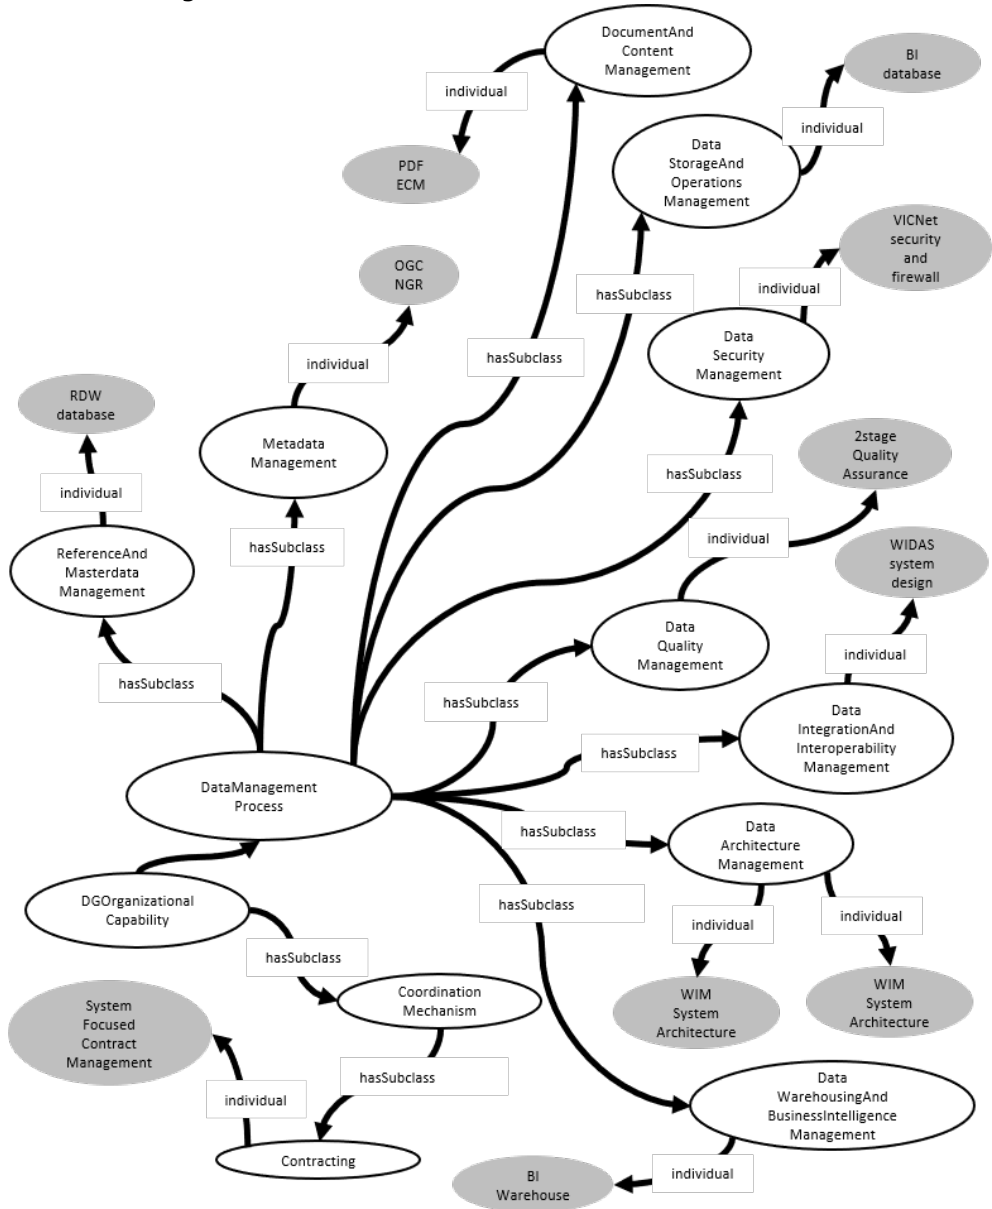 DocumentAnd
Content
Management
BI
database
individual
individual
PDF
ECM
Data
StorageAnd
Operations
Management
VICNet
security
and
firewall
OGC
NGR
individual
hasSubclass
individual
hasSubclass
Data
Security
Management
RDW
database
Metadata
Management
2stage
Quality
Assurance
individual
hasSubclass
hasSubclass
individual
ReferenceAnd
Masterdata
Management
WIDAS
system
design
Data
Quality
Management
individual
hasSubclass
hasSubclass
Data
IntegrationAnd
Interoperability
Management
hasSubclass
DataManagement
Process
hasSubclass
Data
Architecture
Management
DGOrganizational
Capability
hasSubclass
individual
individual
hasSubclass
Coordination
Mechanism
WIM
System
Architecture
WIM
System
Architecture
System
Focused
Contract
Management
hasSubclass
individual
Data
WarehousingAnd
BusinessIntelligence
Management
Contracting
individual
BI
Warehouse